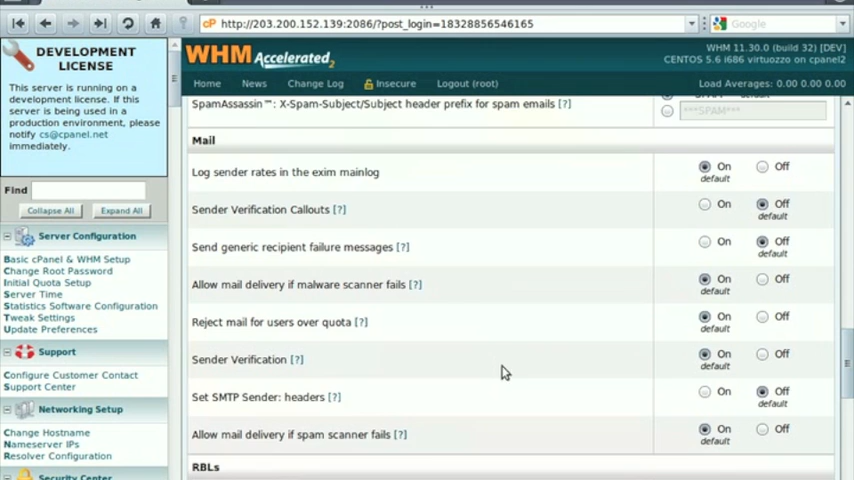 http://203.200.152.139:2086/?post_login=18328856546165
Google
DEVELOPMENT
LICENSE
This server is running on a
development license. If this
server is being used in a
production environment, please
notify cs@cpanel.net
immediately.
Find
Collapse All
Expand All
Server Configuration
Basic cPanel & WHM Setup
Change Root Password
Initial Quota Setup
Server Time
Statistics Software Configuration
Tweak Settings
Update Preferences
Support
Configure Customer Contact
Support Center
Networking Setup
Change Hostname
Nameserver IPs
Resolver Configuration
Security Center
WHM Accelerated2
WHM 11.30.0 (build 32) [DEV]
CENTOS 5.6 i686 virtuozzo on cpanel2
Home News Change Log Insecure Logout (root)
Load Averages: 0.00 0.00 0.00
SpamAssassin™: X-Spam-Subject/Subject header prefix for spam emails [?]
***SPAM***
Mail
Log sender rates in the exim mainlog
On Off
default
Sender Verification Callouts [?]
On Off
default
Send generic recipient failure messages [?]
On Off
default
Allow mail delivery if malware scanner fails [?]
On Off
default
Reject mail for users over quota [?]
On Off
default
Sender Verification [?]
On Off
default
Set SMTP Sender: headers [?]
On Off
default
Allow mail delivery if spam scanner fails [?]
On Off
default
RBLs